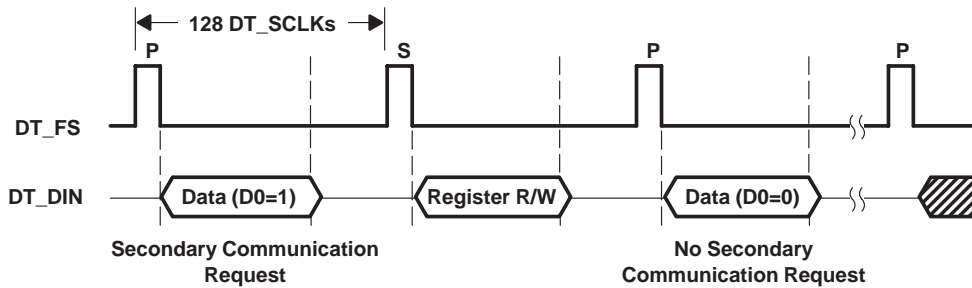 128 DT_SCLKs
P S P P
DT_FS
DT_DIN Data (D0=1) Register R/W Data (D0=0)
Secondary Communication
Request
No Secondary
Communication Request